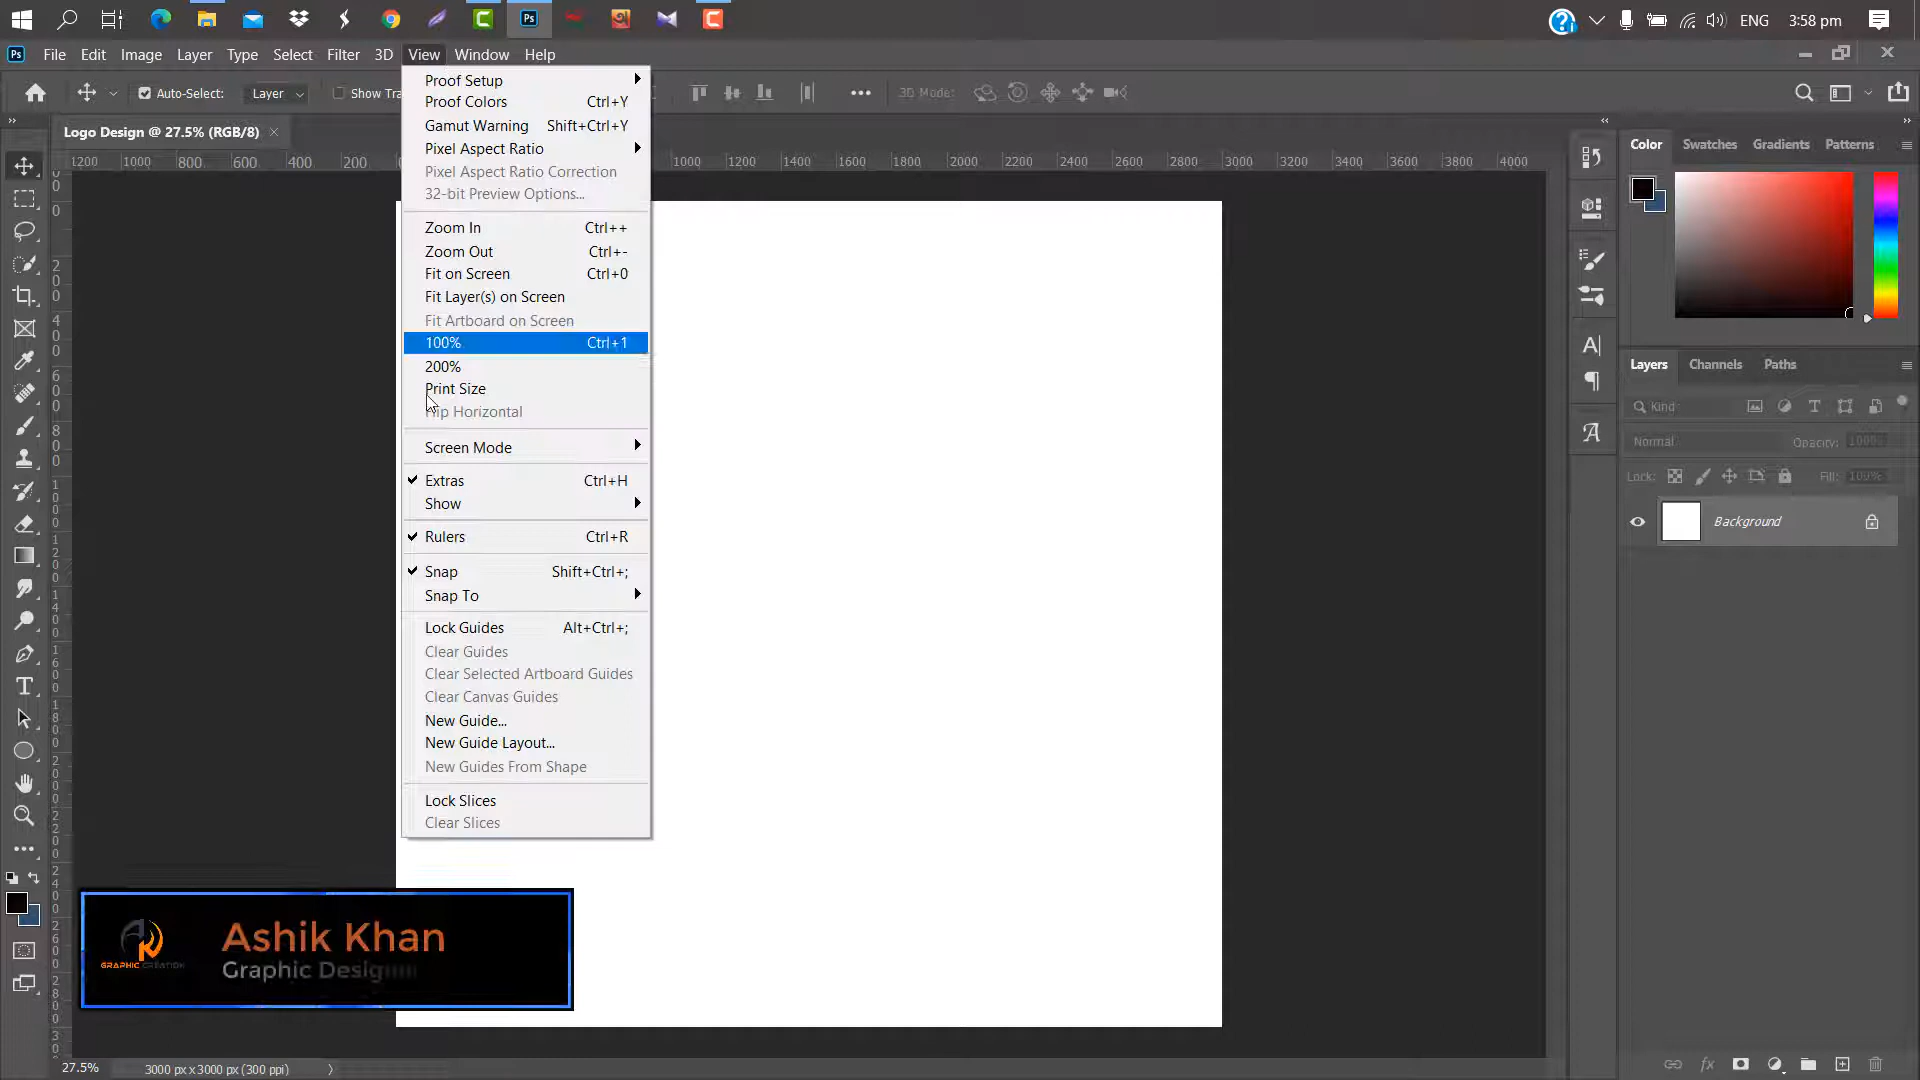 ENG 3:58 pm
File Edit Image Layer Type Select Filter 3D View Window Help
Auto-Select: Layer Show Tra 3D Mode:
Logo Design @ 27.5% (RGB/8)
1200 1000 800 600 400 200 1000 1200 1400 1600 1800 2000 2200 2400 2600 2800 3000 3200 3400 3600 3800 4000
Proof Setup
Proof Colors Ctrl+Y
Gamut Warning Shift+Ctrl+Y
Pixel Aspect Ratio
Pixel Aspect Ratio Correction
32-bit Preview Options...
Zoom In Ctrl++
Zoom Out Ctrl+-
Fit on Screen Ctrl+0
Fit Layer(s) on Screen
Fit Artboard on Screen
100% Ctrl+1
200%
Print Size
Flip Horizontal
Screen Mode
Extras Ctrl+H
Show
Rulers Ctrl+R
Snap Shift+Ctrl+;
Snap To
Lock Guides Alt+Ctrl+;
Clear Guides
Clear Selected Artboard Guides
Clear Canvas Guides
New Guide...
New Guide Layout...
New Guides From Shape
Lock Slices
Clear Slices
Color Swatches Gradients Patterns
Layers Channels Paths
Kind
Normal Opacity: 100%
Lock: Fill: 100%
Background
Ashik Khan
GRAPHIC CREATION
27.5% 3000 px x 3000 px (300 ppi)